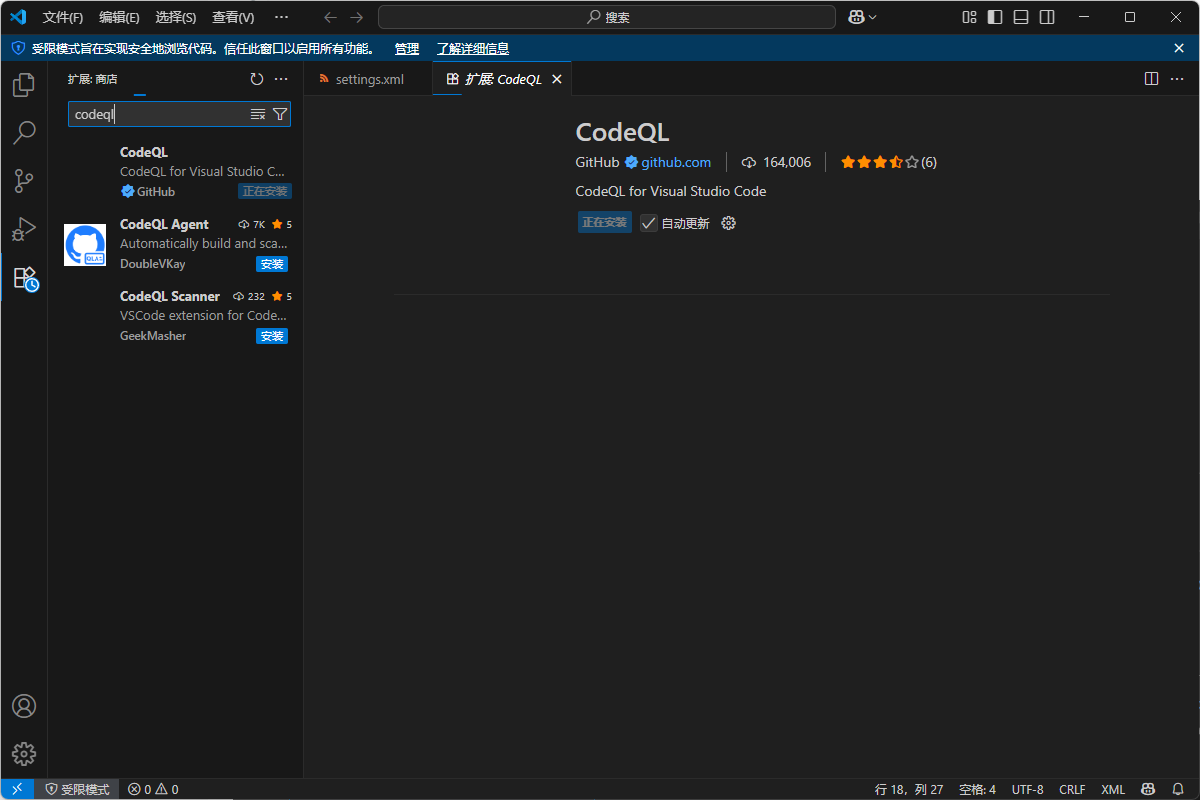 文件(F) 编辑(E) 选择(S) 查看(V) ··· 搜索
受限模式旨在实现安全地浏览代码。信任此窗口以启用所有功能。 管理 了解详细信息
扩展: 商店
settings.xml
扩展: CodeQL
codeql
CodeQL
CodeQL for Visual Studio C...
GitHub 正在安装
CodeQL Agent 7K 5
Automatically build and sca...
DoubleVKay 安装
CodeQL Scanner 232 5
VSCode extension for Code...
GeekMasher 安装
CodeQL
GitHub github.com 164,006 (6)
CodeQL for Visual Studio Code
正在安装 自动更新
受限模式 0 0 行 18，列 27 空格: 4 UTF-8 CRLF XML